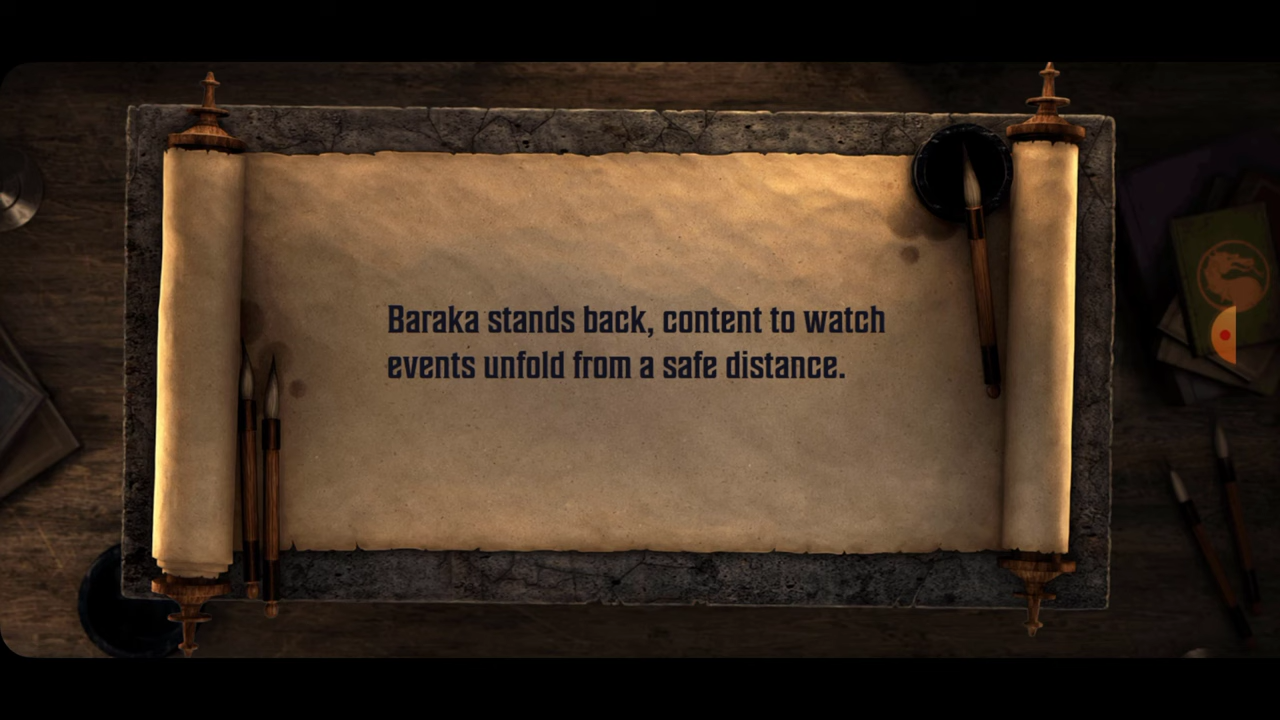 Baraka stands back, content to watch
events unfold from a safe distance.